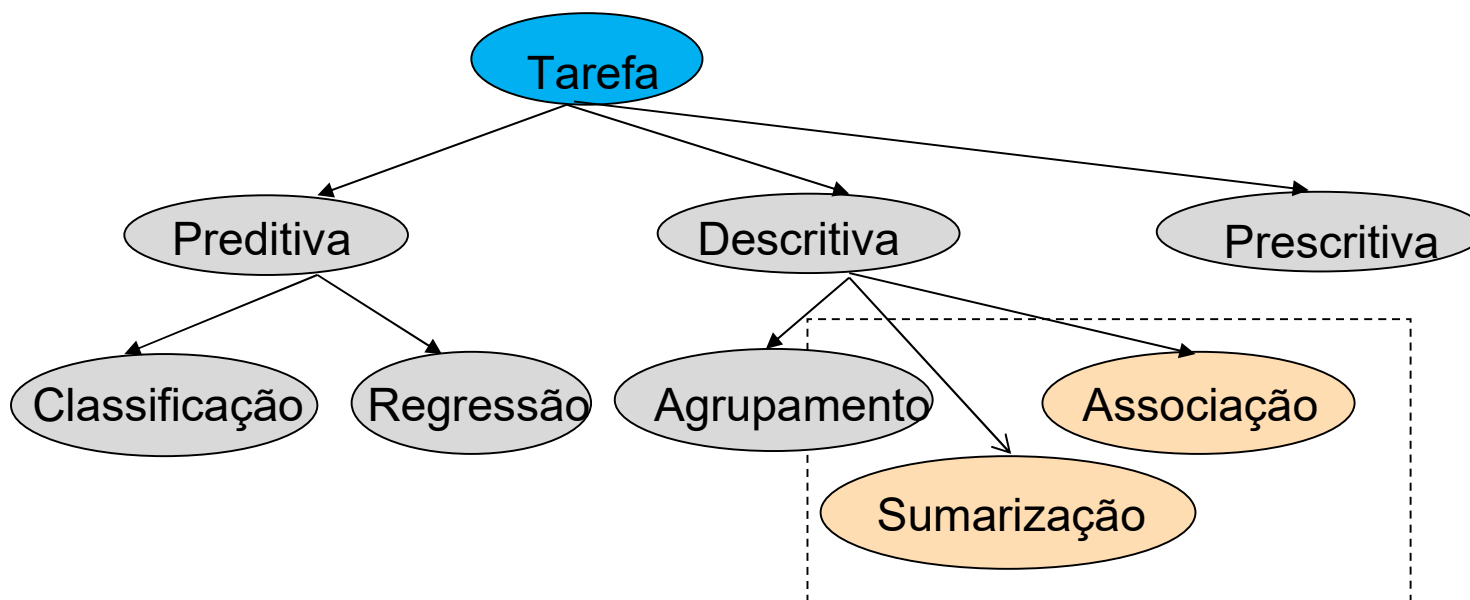 Tarefa
Preditiva
Descritiva
Prescritiva
Classificação
Regressão
Agrupamento
Associação
Sumarização